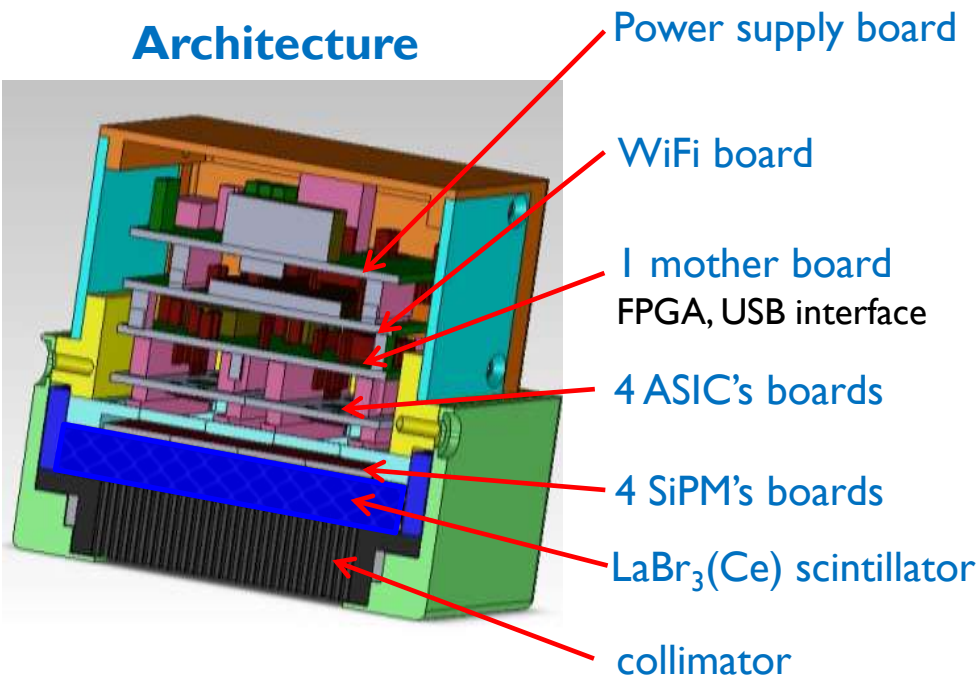 Architecture
Power supply board
WiFi board
1 mother board
FPGA, USB interface
4 ASIC's boards
4 SiPM's boards
LaBr₃(Ce) scintillator
collimator